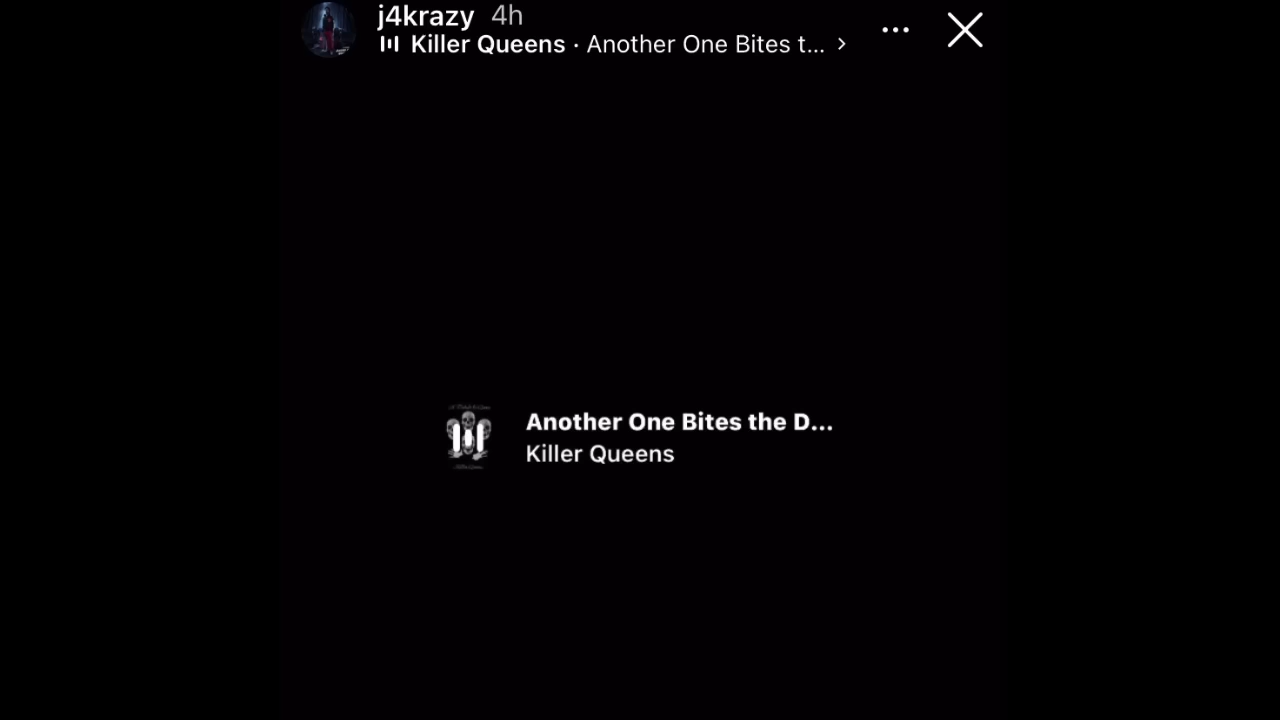 j4krazy 4h
Killer Queens · Another One Bites t...
Another One Bites the D...
Killer Queens